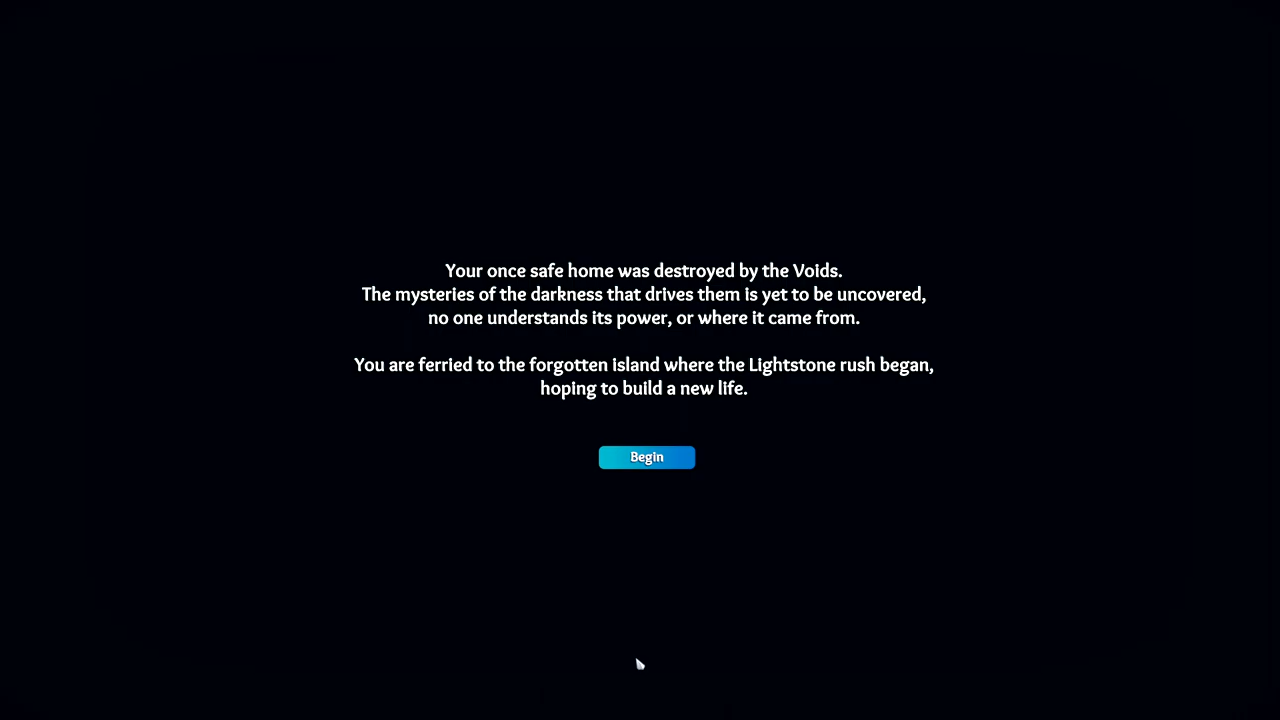 Your once safe home was destroyed by the Voids.
The mysteries of the darkness that drives them is yet to be uncovered,
no one understands its power, or where it came from.
You are ferried to the forgotten island where the Lightstone rush began,
hoping to build a new life.
Begin